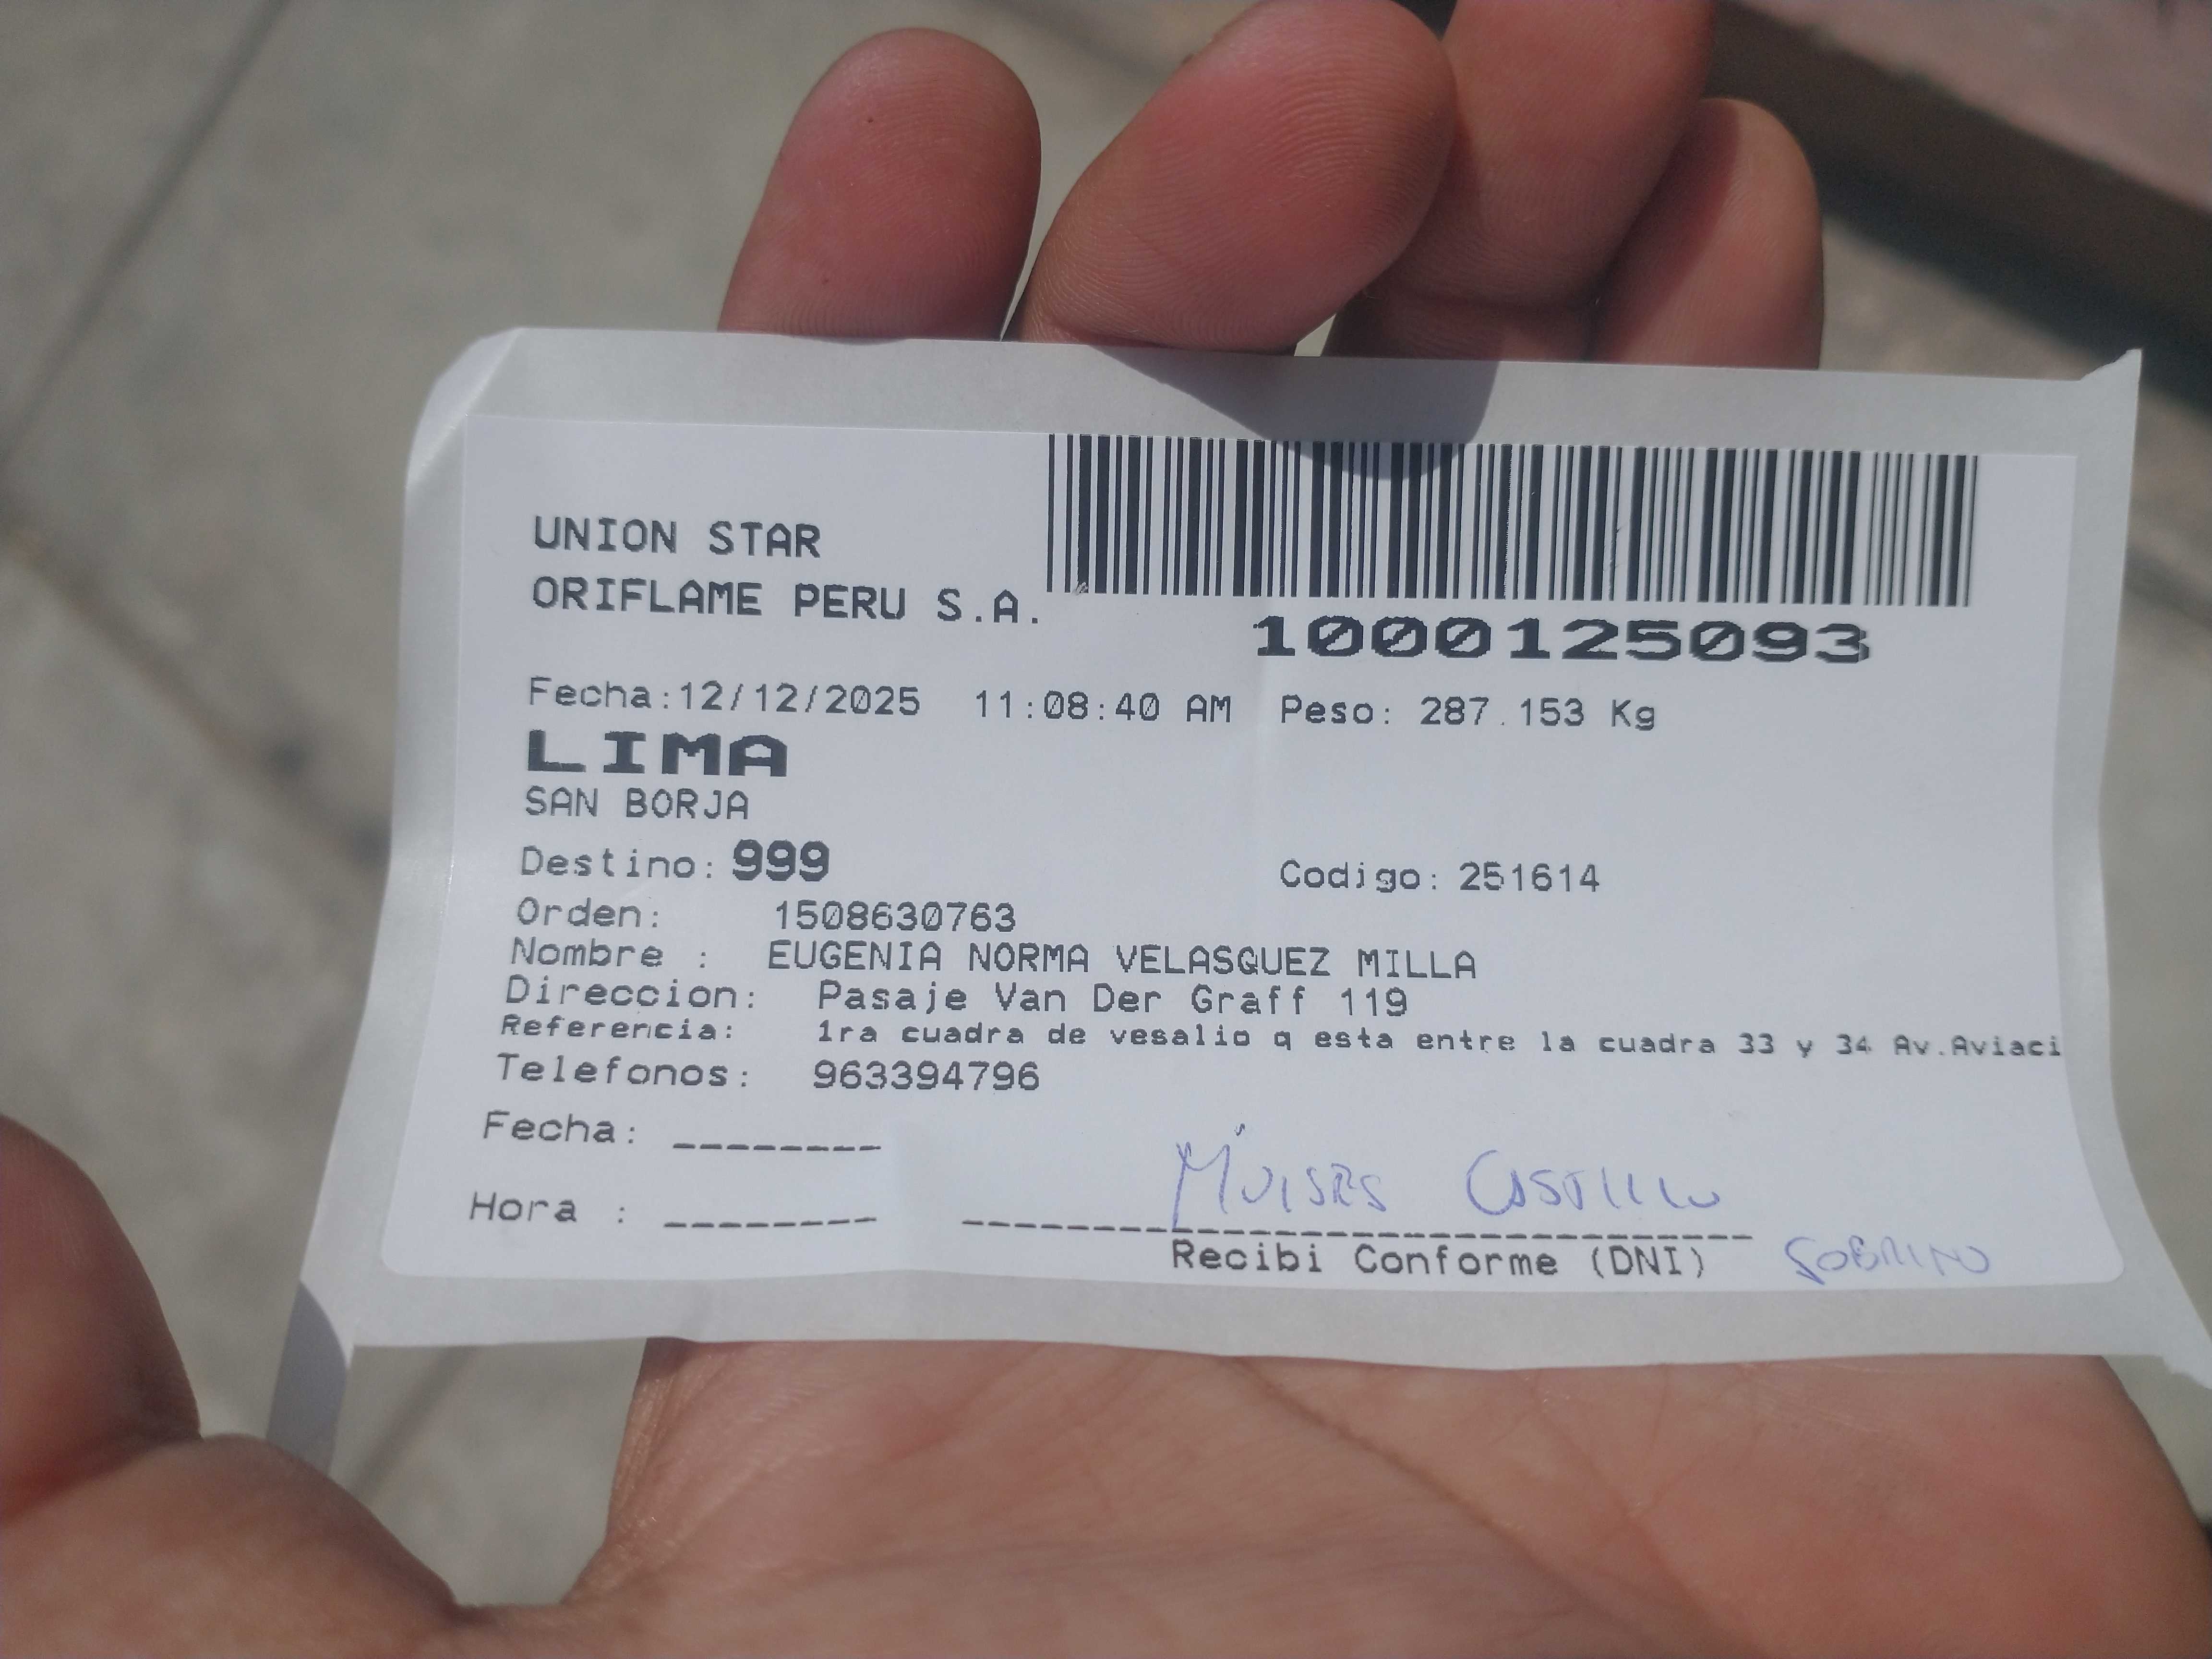 UNION STAR
ORIFLAME PERU S.A.
1000125093
Fecha:12/12/2025 11:08:40 AM Peso: 287.153 Kg
LIMA
SAN BORJA
Destino: 999 Codigo: 251614
Orden: 1508630763
Nombre : EUGENIA NORMA VELASQUEZ MILLA
Direccion: Pasaje Van Der Graff 119
Referencia: 1ra cuadra de vesalio q esta entre la cuadra 33 y 34 Av.Aviaci
Telefonos: 963394796
Fecha: ________
MOISES CASTILLO
Hora : ________
Recibi Conforme (DNI) SOBRINO